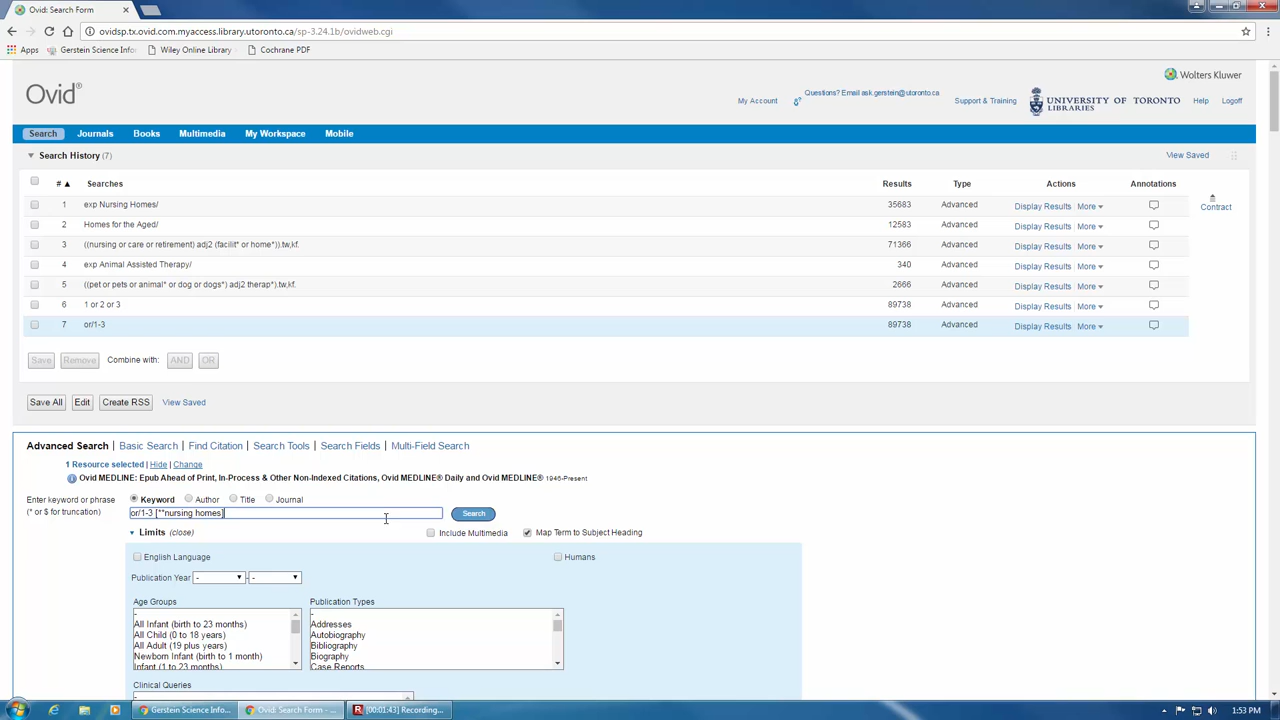 Ovid: Search Form
ovidsp.tx.ovid.com.myaccess.library.utoronto.ca/sp-3.24.1b/ovidweb.cgi
Apps Gerstein Science Info Wiley Online Library Cochrane PDF
Wolters Kluwer
Ovid®
My Account Questions? Email ask.gerstein@utoronto.ca Support & Training UNIVERSITY OF TORONTO LIBRARIES Help Logoff
Search Journals Books Multimedia My Workspace Mobile
Search History (7) View Saved
# ▲ Searches Results Type Actions Annotations
1 exp Nursing Homes/ 35683 Advanced Display Results More
Contract
2 Homes for the Aged/ 12583 Advanced Display Results More
3 ((nursing or care or retirement) adj2 (facilit* or home*)).tw,kf. 71366 Advanced Display Results More
4 exp Animal Assisted Therapy/ 340 Advanced Display Results More
5 ((pet or pets or animal* or dog or dogs*) adj2 therap*).tw,kf. 2666 Advanced Display Results More
6 1 or 2 or 3 89738 Advanced Display Results More
7 or/1-3 89738 Advanced Display Results More
Save Remove Combine with: AND OR
Save All Edit Create RSS View Saved
Advanced Search | Basic Search | Find Citation | Search Tools | Search Fields | Multi-Field Search
1 Resource selected | Hide | Change
Ovid MEDLINE: Epub Ahead of Print, In-Process & Other Non-Indexed Citations, Ovid MEDLINE® Daily and Ovid MEDLINE® 1946-Present
Enter keyword or phrase Keyword Author Title Journal
(* or $ for truncation) or/1-3 [**nursing homes] Search
Limits (close) Include Multimedia Map Term to Subject Heading
English Language Humans
Publication Year - -
Age Groups Publication Types
- -
All Infant (birth to 23 months) Addresses
All Child (0 to 18 years) Autobiography
All Adult (19 plus years) Bibliography
Newborn Infant (birth to 1 month) Biography
Infant (1 to 23 months) Case Reports
Clinical Queries
Gerstein Science Info... Ovid: Search Form - ... [00:01:43] Recording... 1:53 PM